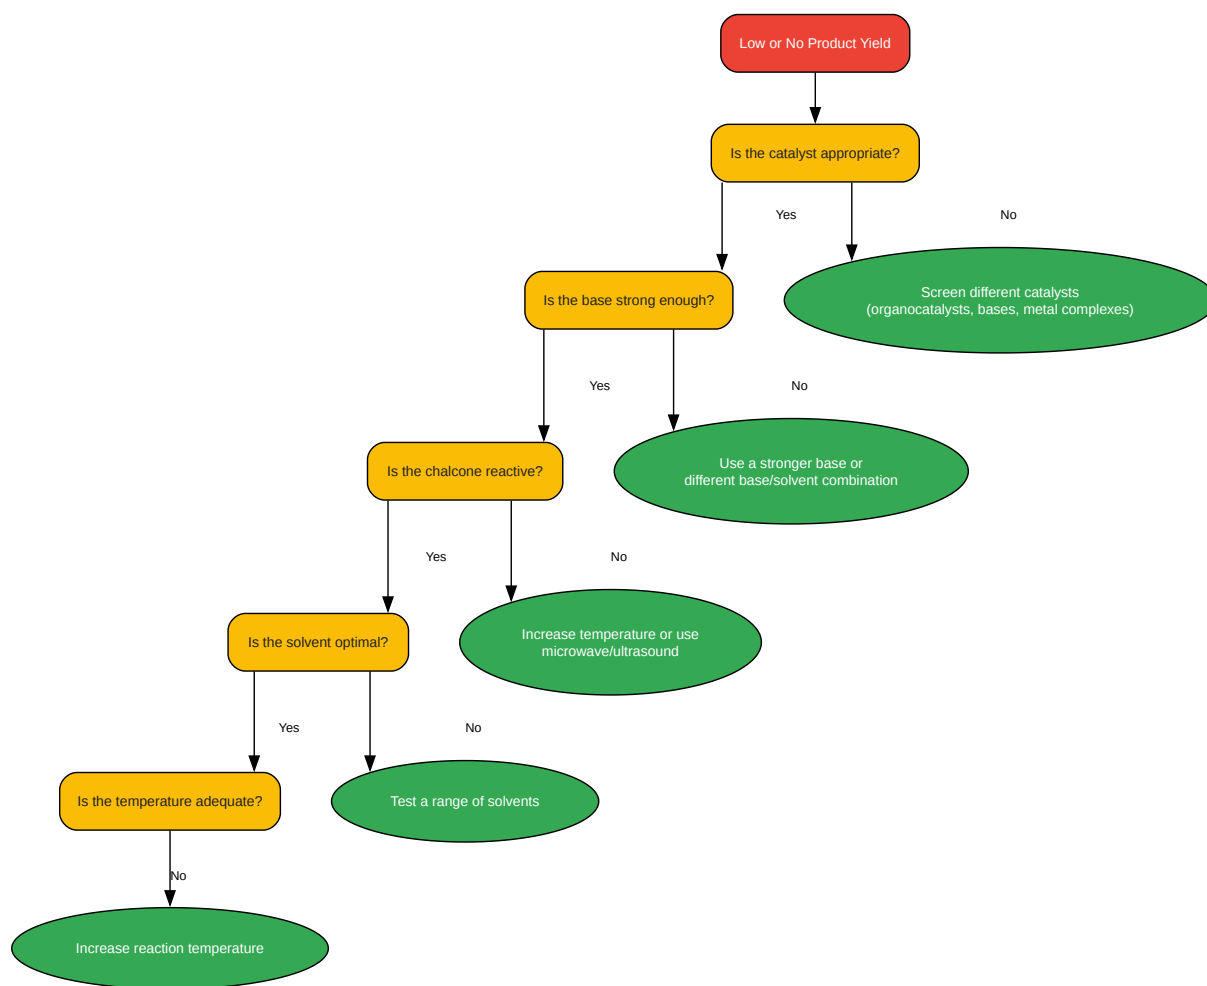 Low or No Product Yield
Is the catalyst appropriate?
Yes
No
Screen different catalysts
(organocatalysts, bases, metal complexes)
Is the base strong enough?
Yes
No
Use a stronger base or
different base/solvent combination
Is the chalcone reactive?
Yes
No
Increase temperature or use
microwave/ultrasound
Is the solvent optimal?
Yes
No
Is the temperature adequate?
Test a range of solvents
No
Increase reaction temperature